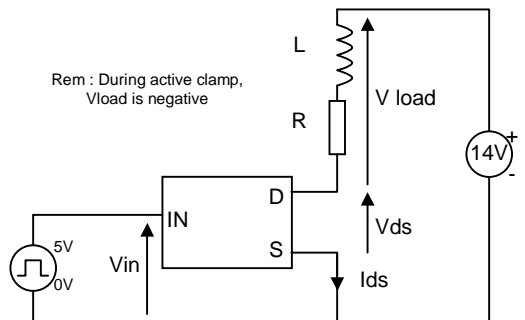 L
Rem : During active clamp,
Vload is negative
V load
R
14V
+
-
D
IN
Vds
S
5V
0V
Vin
Ids